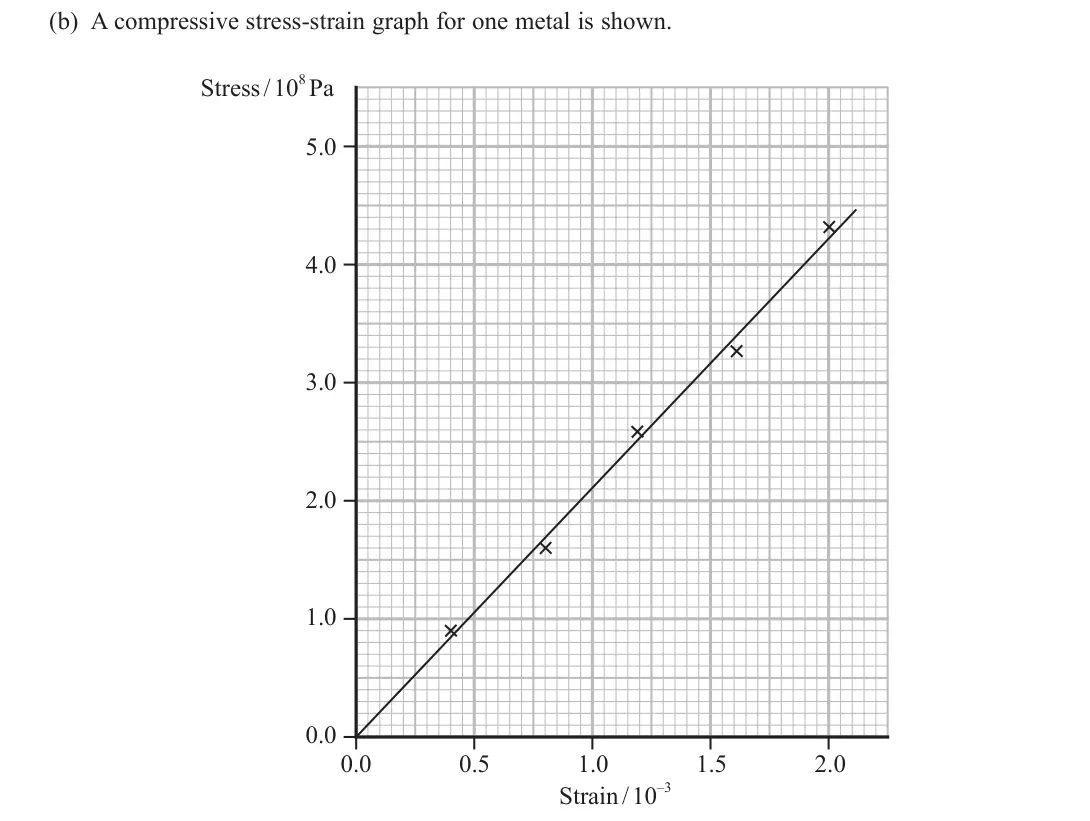 (b) A compressive stress-strain graph for one metal is shown.
Stress / 10⁸ Pa
5.0
4.0
3.0
2.0
1.0
0.0
0.0 0.5 1.0 1.5 2.0
Strain / 10⁻³